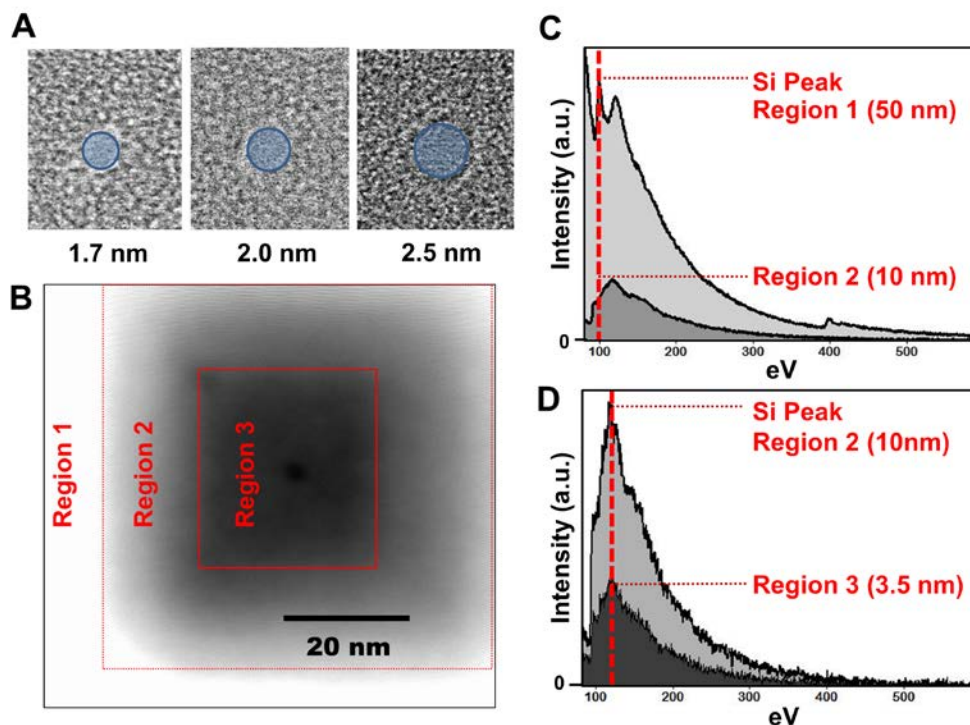 A
1.7 nm
2.0 nm
2.5 nm
B
Region 1
Region 2
Region 3
20 nm
C
Intensity (a.u.)
Si Peak
Region 1 (50 nm)
Region 2 (10 nm)
0
100
200
300
400
500
eV
D
Intensity (a.u.)
Si Peak
Region 2 (10nm)
Region 3 (3.5 nm)
0
100
200
300
400
500
eV